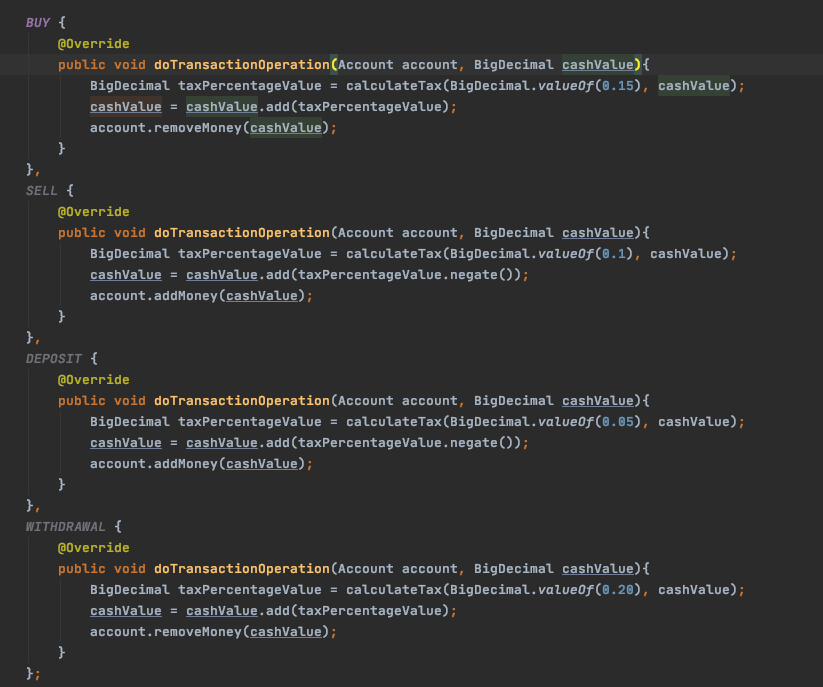 BUY {
@Override
public void doTransactionOperation(Account account, BigDecimal cashValue){
BigDecimal taxPercentageValue = calculateTax(BigDecimal.valueOf(0.15), cashValue);
cashValue = cashValue.add(taxPercentageValue);
account.removeMoney(cashValue);
}
},
SELL {
@Override
public void doTransactionOperation(Account account, BigDecimal cashValue){
BigDecimal taxPercentageValue = calculateTax(BigDecimal.valueOf(0.1), cashValue);
cashValue = cashValue.add(taxPercentageValue.negate());
account.addMoney(cashValue);
}
},
DEPOSIT {
@Override
public void doTransactionOperation(Account account, BigDecimal cashValue){
BigDecimal taxPercentageValue = calculateTax(BigDecimal.valueOf(0.05), cashValue);
cashValue = cashValue.add(taxPercentageValue.negate());
account.addMoney(cashValue);
}
},
WITHDRAWAL {
@Override
public void doTransactionOperation(Account account, BigDecimal cashValue){
BigDecimal taxPercentageValue = calculateTax(BigDecimal.valueOf(0.20), cashValue);
cashValue = cashValue.add(taxPercentageValue);
account.removeMoney(cashValue);
}
};